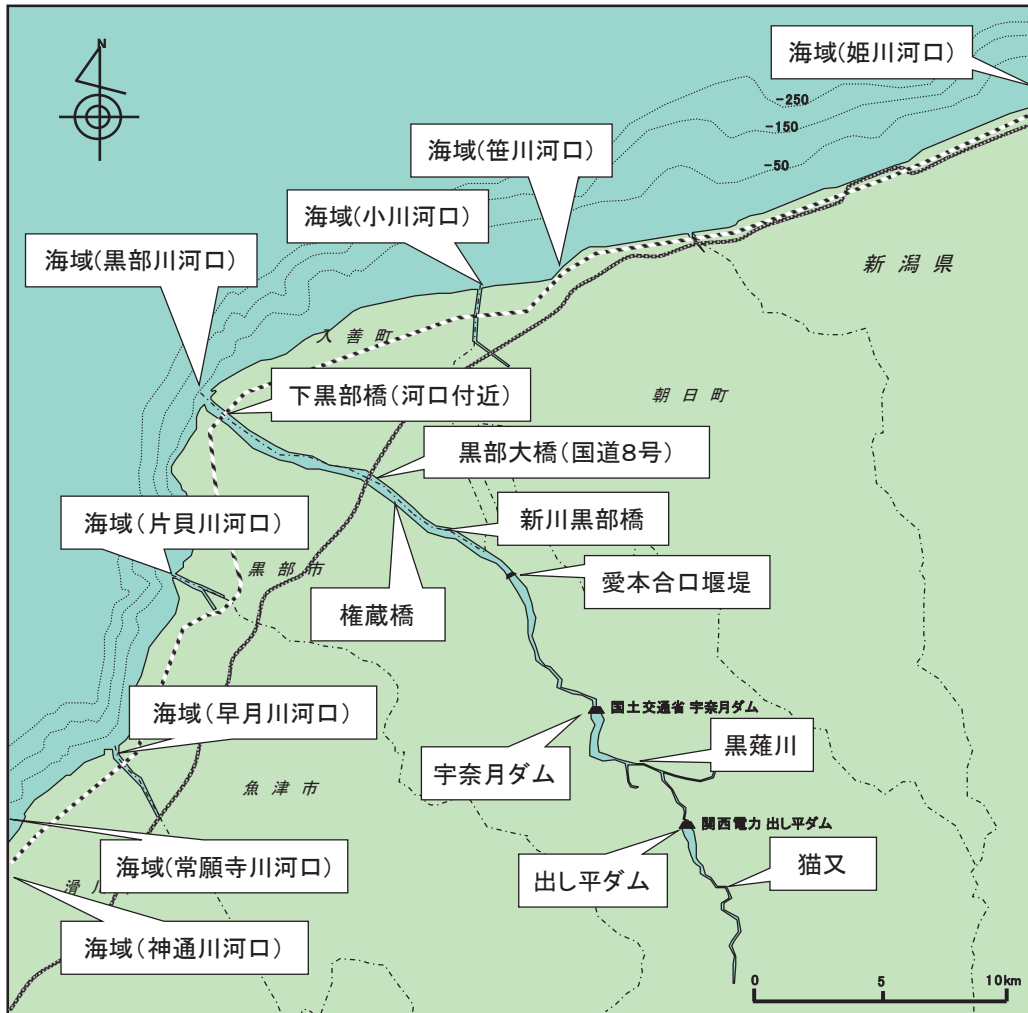 N
海域(姫川河口)
-250
-150
-50
海域(笹川河口)
海域(小川河口)
海域(黒部川河口)
新潟県
入善町
下黒部橋(河口付近)
朝日町
黒部大橋(国道8号)
海域(片貝川河口)
新川黒部橋
黒部市
愛本合口堰堤
権蔵橋
海域(早月川河口)
国土交通省 宇奈月ダム
黒薙川
宇奈月ダム
魚津市
関西電力 出し平ダム
海域(常願寺川河口)
出し平ダム
猫又
滑
海域(神通川河口)
0 5 10km